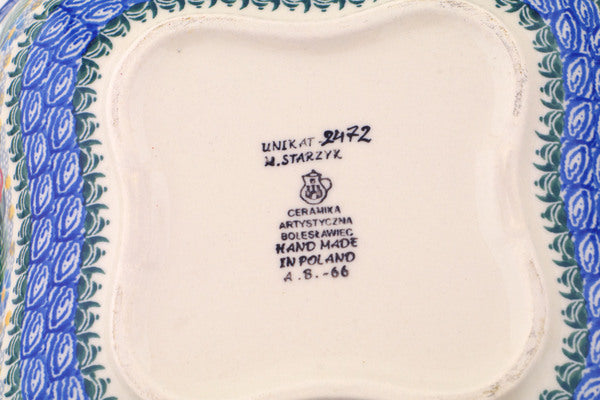 UNIKAT 2472
W. STARZYK
CERAMIKA
ARTYSTYCZNA
BOLESŁAWIEC
HAND MADE
IN POLAND
A.B.-66